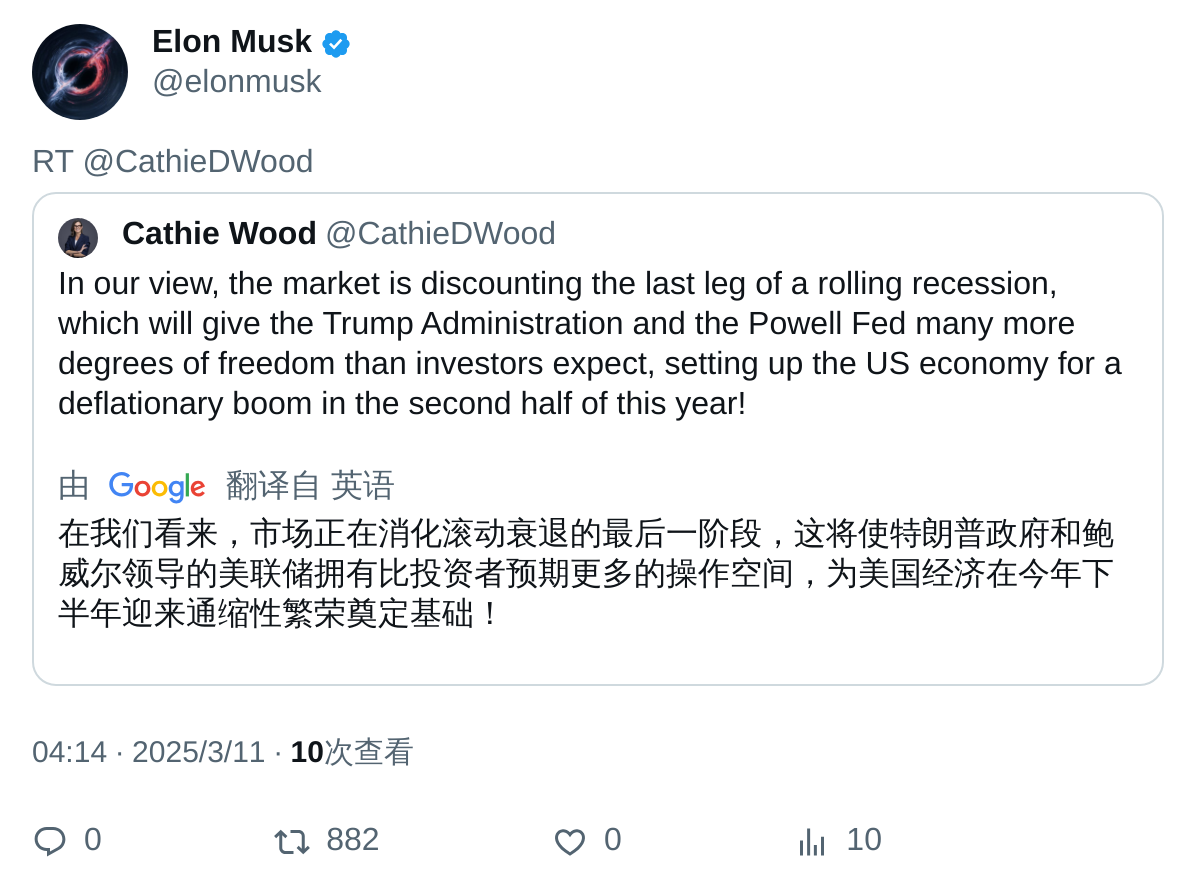 Elon Musk
@elonmusk
RT @CathieDWood
Cathie Wood @CathieDWood
In our view, the market is discounting the last leg of a rolling recession,
which will give the Trump Administration and the Powell Fed many more
degrees of freedom than investors expect, setting up the US economy for a
deflationary boom in the second half of this year!
由 Google 翻译自 英语
在我们看来，市场正在消化滚动衰退的最后一阶段，这将使特朗普政府和鲍
威尔领导的美联储拥有比投资者预期更多的操作空间，为美国经济在今年下
半年迎来通缩性繁荣奠定基础！
04:14 · 2025/3/11 · 10次查看
0 882 0 10